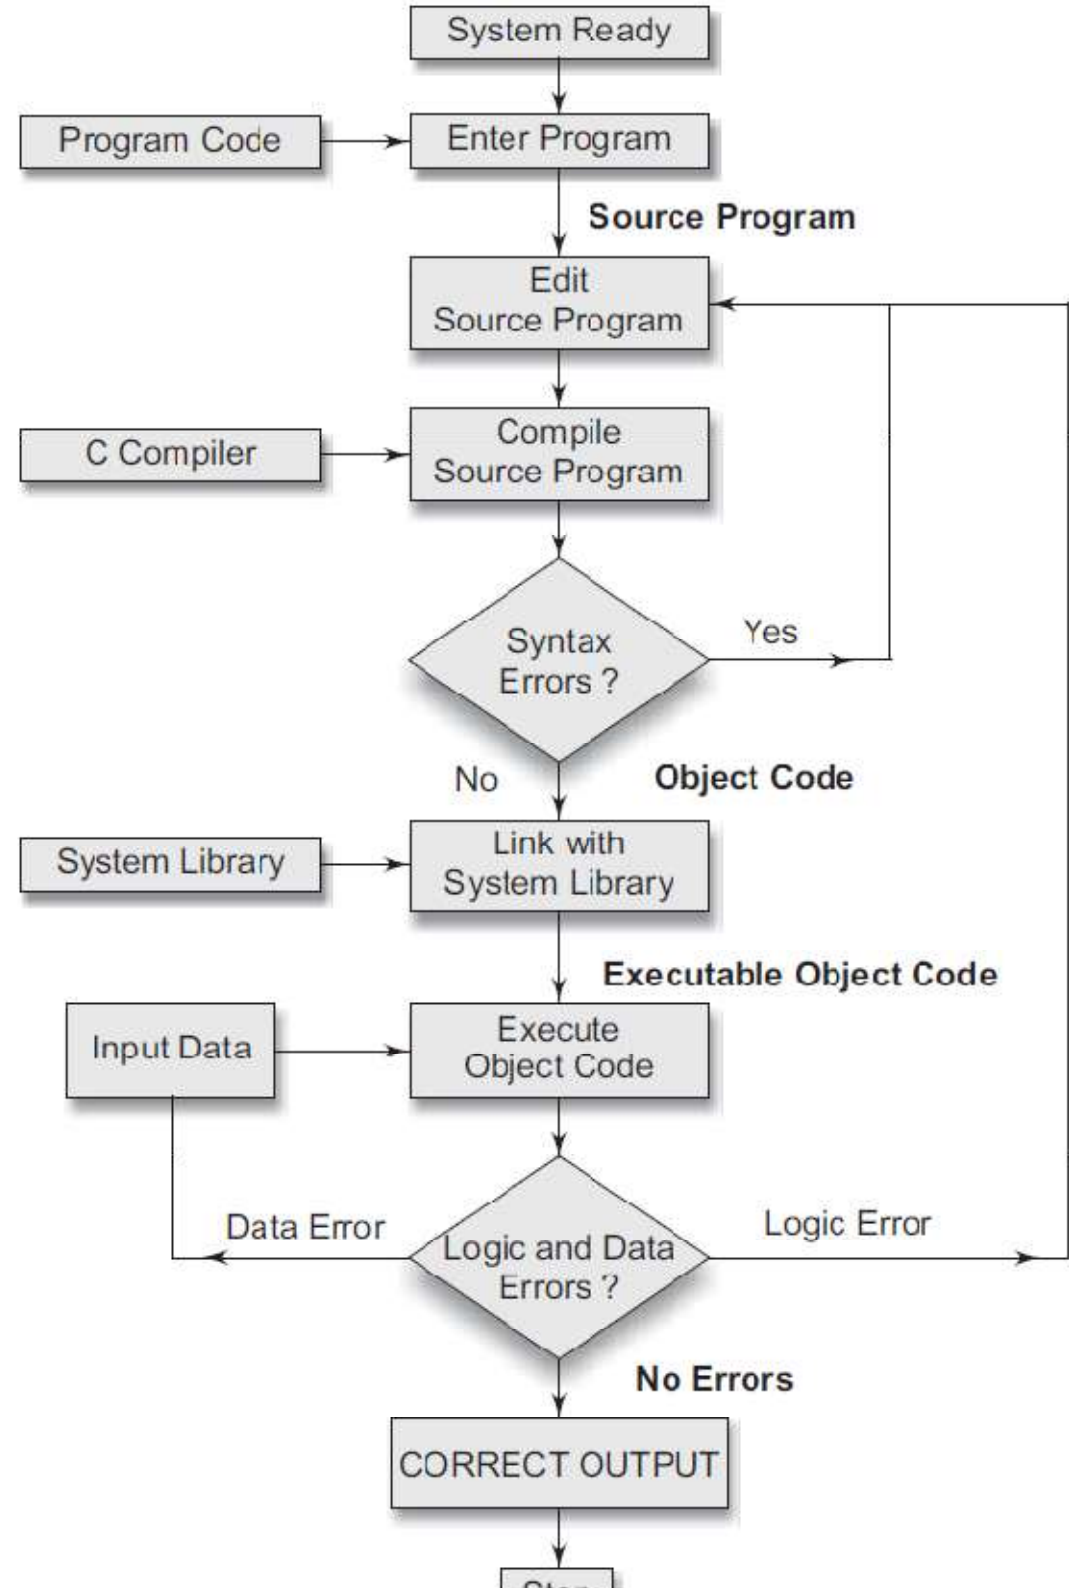 System Ready
Program Code
Enter Program
Source Program
Edit
Source Program
C Compiler
Compile
Source Program
Syntax
Errors ?
Yes
No
Object Code
System Library
Link with
System Library
Executable Object Code
Input Data
Execute
Object Code
Data Error
Logic and Data
Errors ?
Logic Error
No Errors
CORRECT OUTPUT